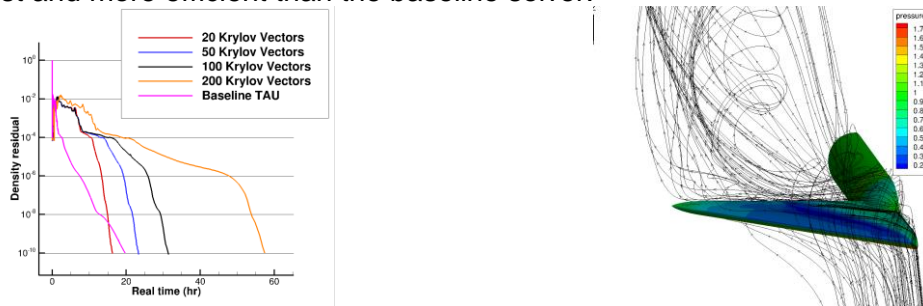 and more efficient than the baseline
20 Krylov Vectors
50 Krylov Vectors
100 Krylov Vectors
200 Krylov Vectors
Baseline TAU
Density residual
10⁰
10⁻²
10⁻⁴
10⁻⁶
10⁻⁸
10⁻¹⁰
0
20
40
60
Real time (hr)
pressure
1.7
1.6
1.5
1.4
1.3
1.2
1.1
1
0.9
0.8
0.7
0.6
0.5
0.4
0.3
0.2